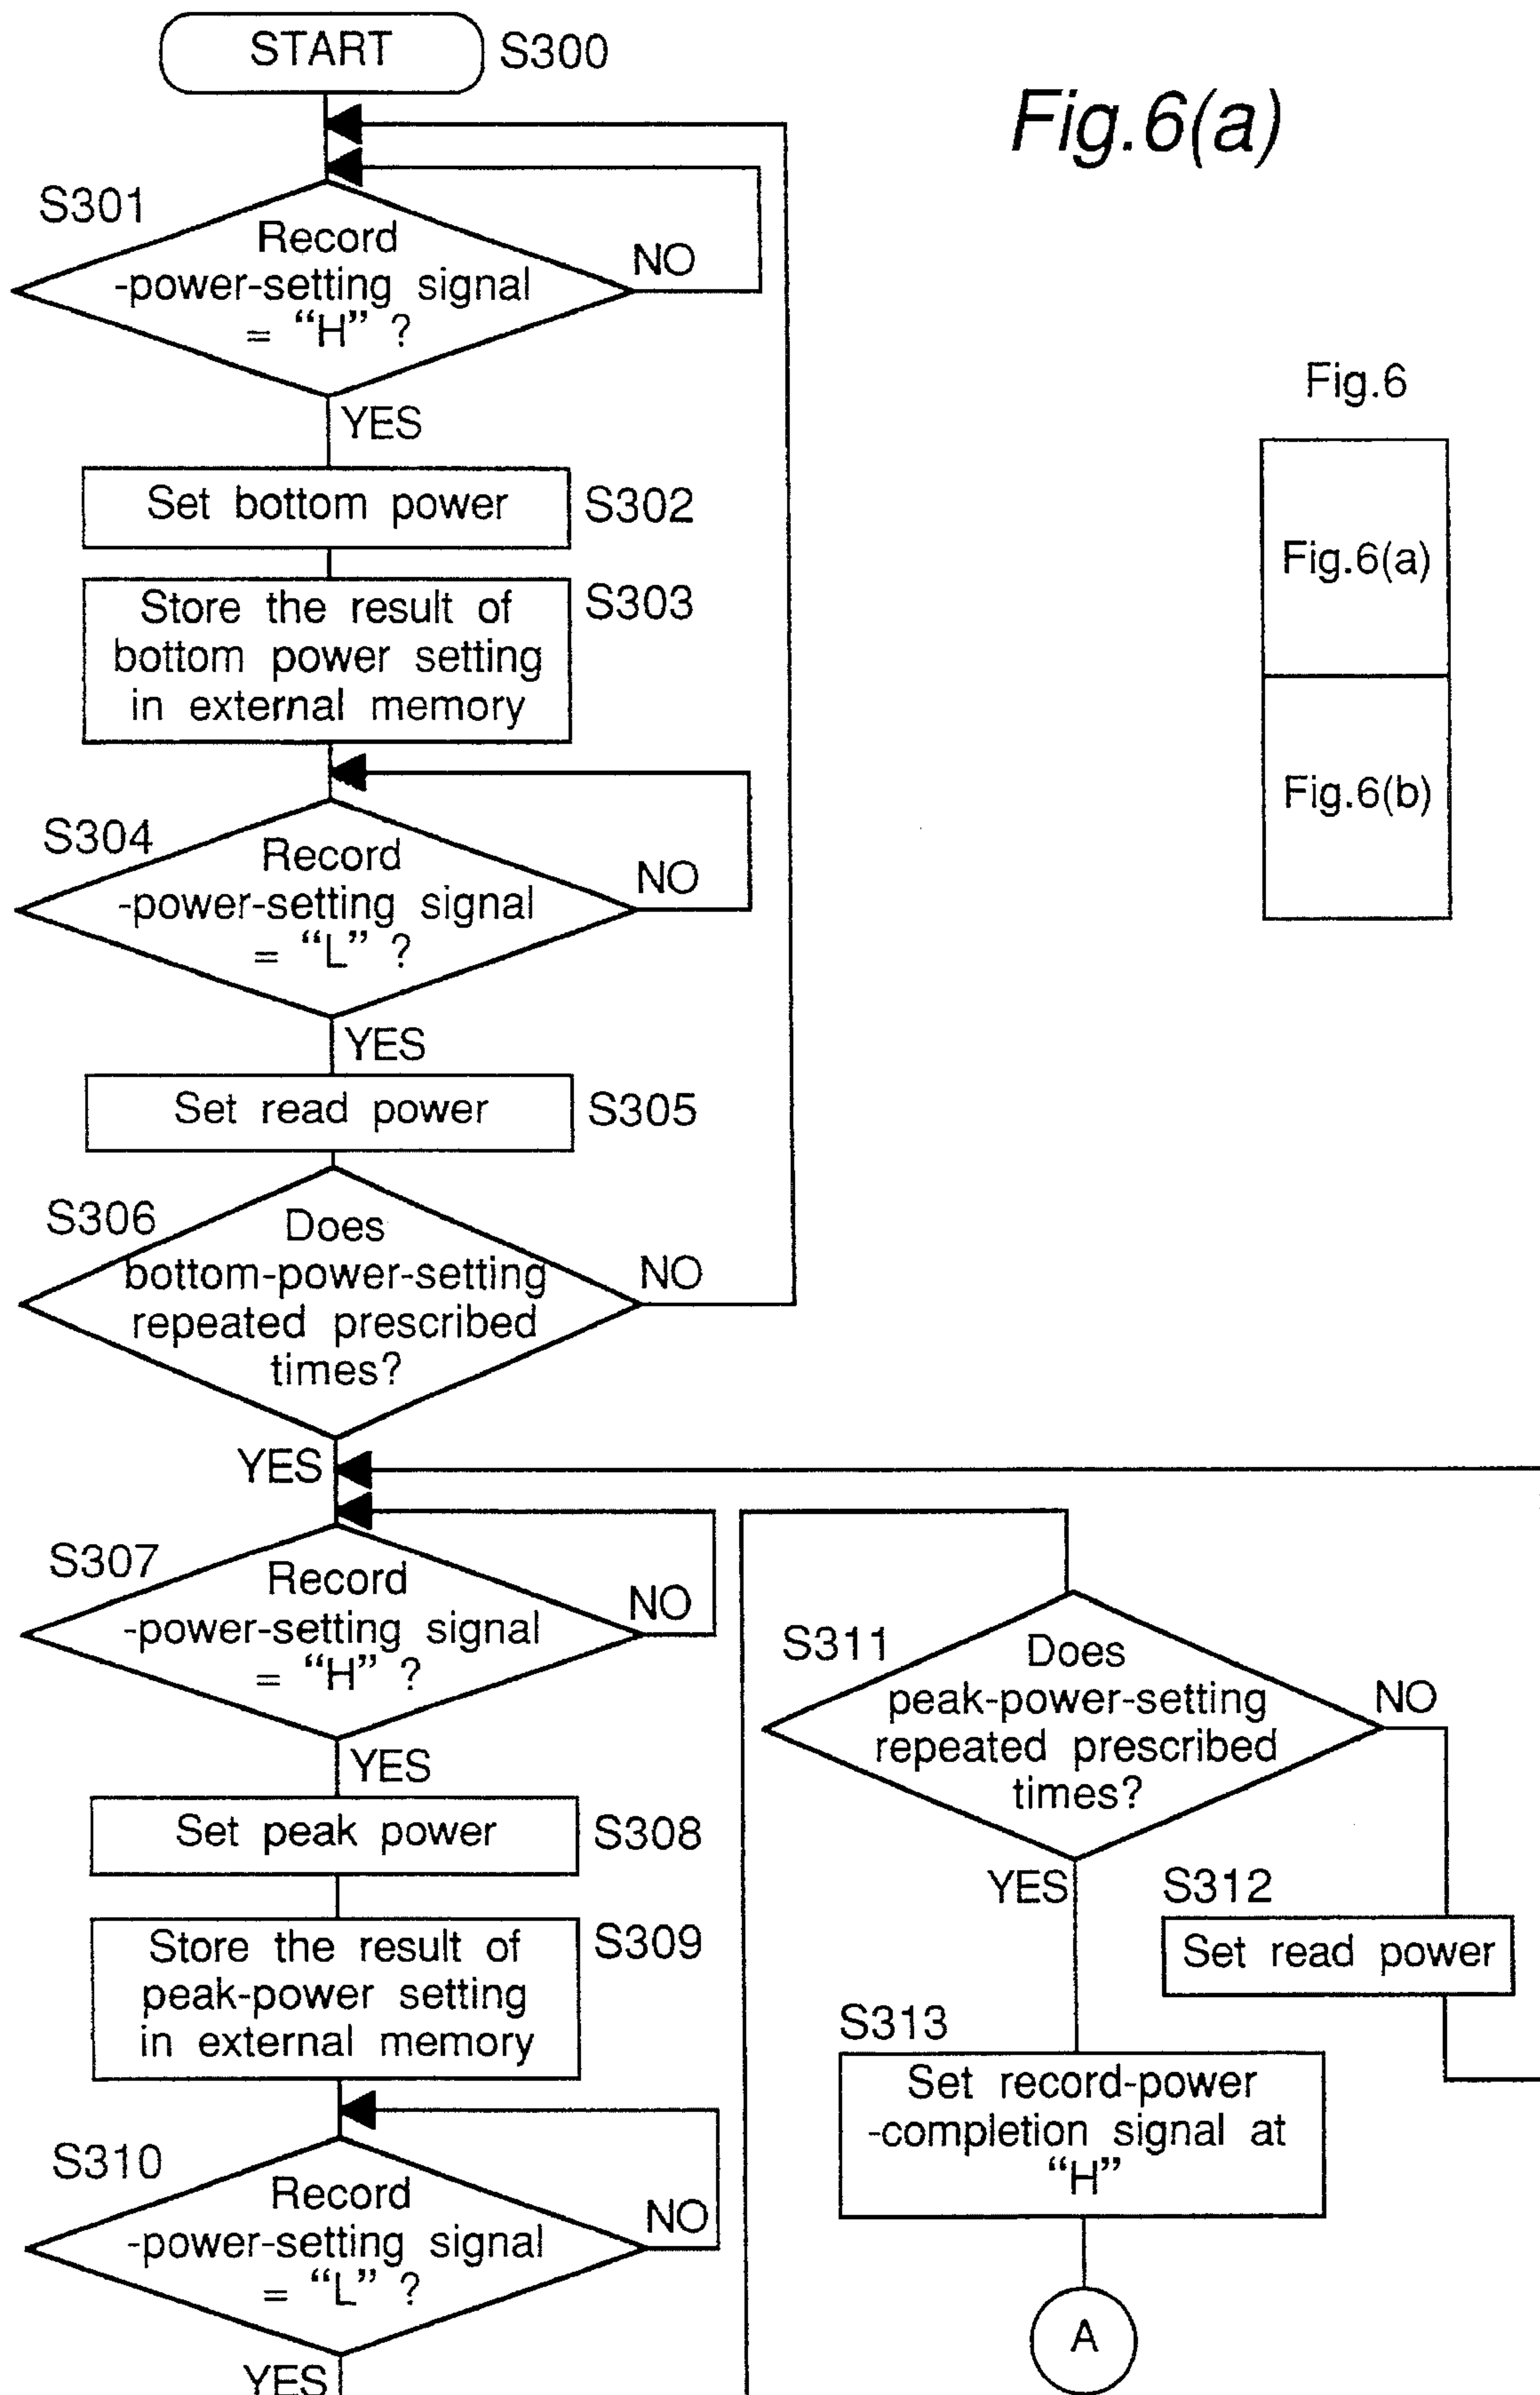 START
S300
Fig.6(a)
S301
Record
-power-setting signal
= “H” ?
NO
YES
Set bottom power
S302
Store the result of
bottom power setting
in external memory
S303
S304
Record
-power-setting signal
= “L” ?
NO
YES
Set read power
S305
S306
Does
bottom-power-setting
repeated prescribed
times?
NO
YES
Fig.6
Fig.6(a)
Fig.6(b)
S307
Record
-power-setting signal
= “H” ?
NO
YES
Set peak power
S308
Store the result of
peak-power setting
in external memory
S309
S310
Record
-power-setting signal
= “L” ?
NO
YES
S311
Does
peak-power-setting
repeated prescribed
times?
NO
YES
S312
Set read power
S313
Set record-power
-completion signal at
“H”
A